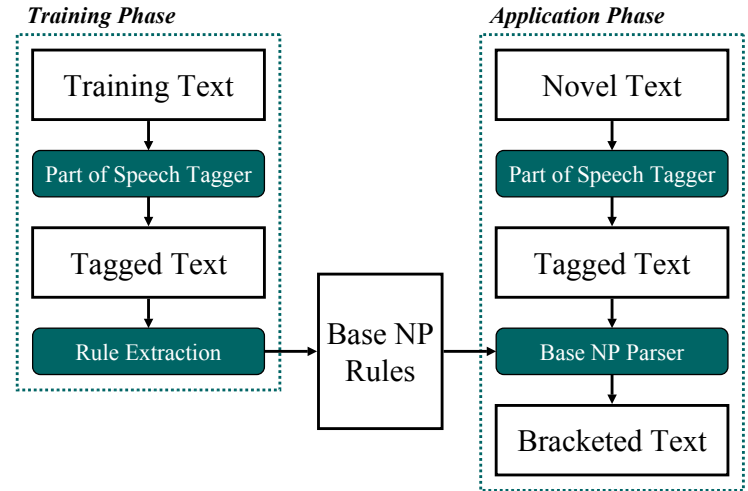 Training Phase
Training Text
Part of Speech Tagger
Tagged Text
Rule Extraction
Base NP
Rules
Application Phase
Novel Text
Part of Speech Tagger
Tagged Text
Base NP Parser
Bracketed Text